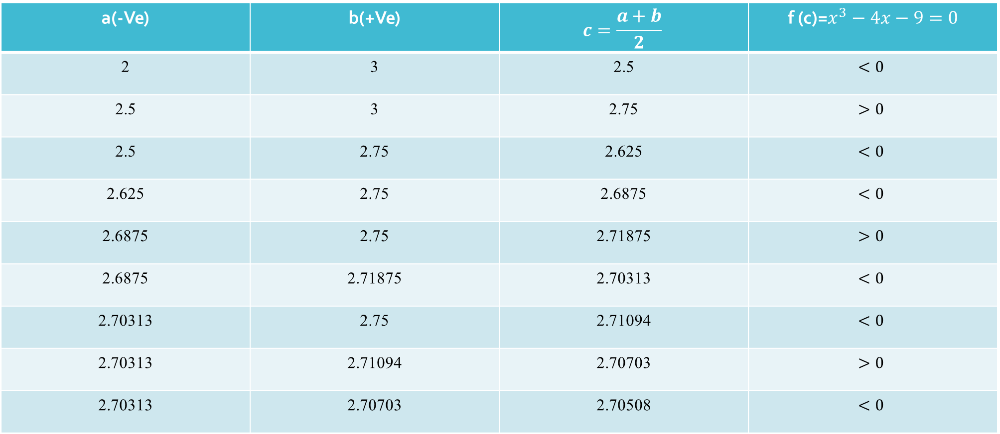 a(-Ve) b(+Ve) c = a + b / 2 f (c)=x³ − 4x − 9 = 0
2 3 2.5 < 0
2.5 3 2.75 > 0
2.5 2.75 2.625 < 0
2.625 2.75 2.6875 < 0
2.6875 2.75 2.71875 > 0
2.6875 2.71875 2.70313 < 0
2.70313 2.75 2.71094 < 0
2.70313 2.71094 2.70703 > 0
2.70313 2.70703 2.70508 < 0